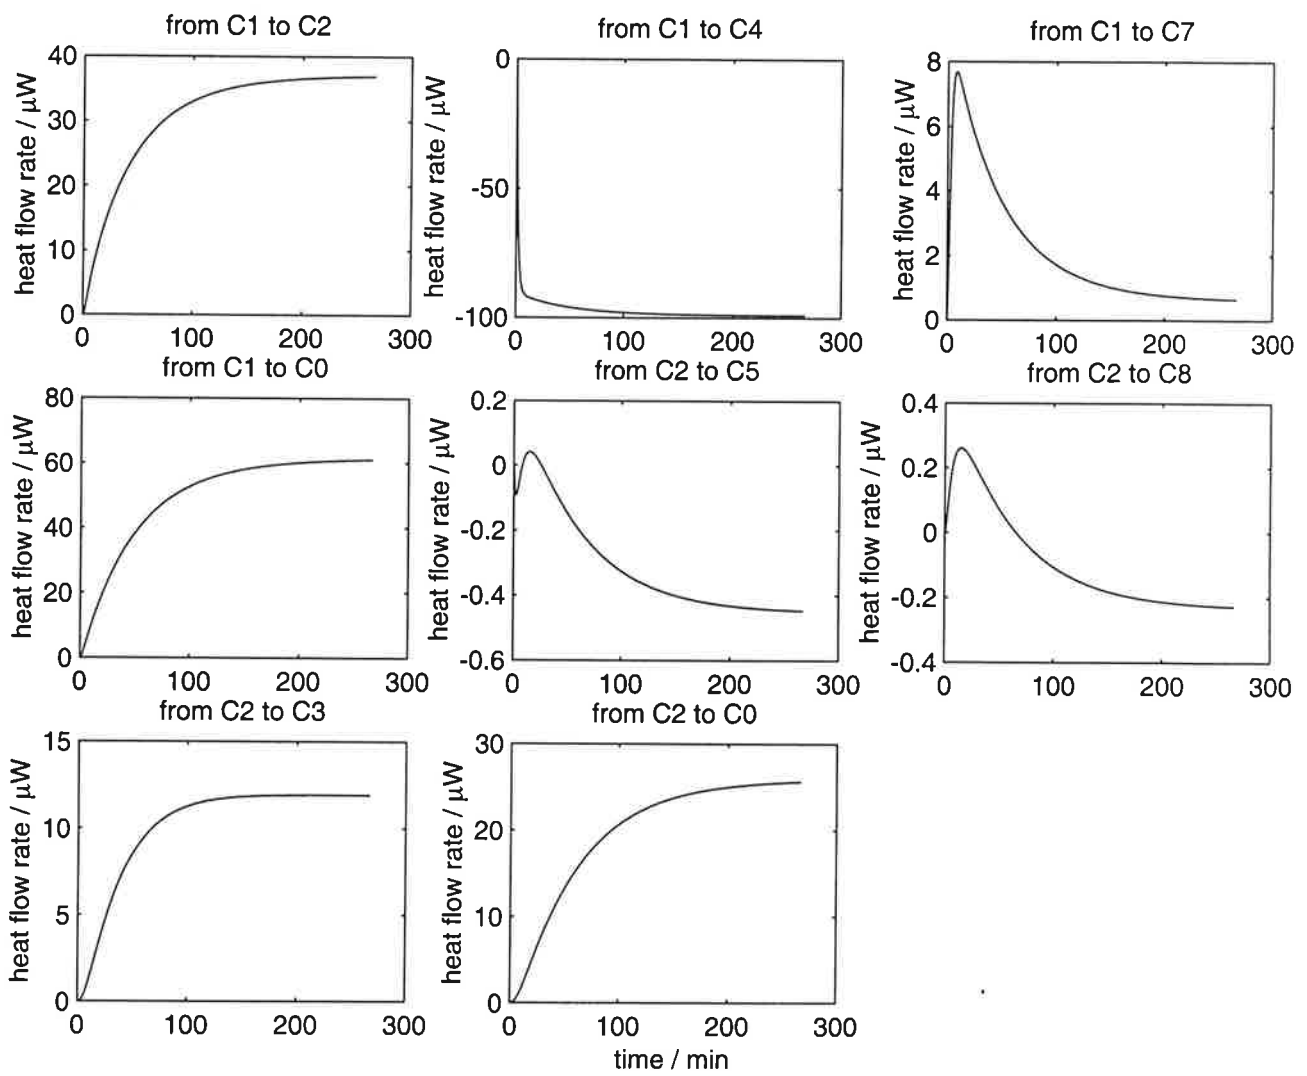 from C1 to C2
heat flow rate / μW
40
30
20
10
0
0 100 200 300
from C1 to C4
heat flow rate / μW
0
-50
-100
0 100 200 300
from C1 to C7
heat flow rate / μW
8
6
4
2
0
0 100 200 300
from C1 to C0
heat flow rate / μW
80
60
40
20
0
0 100 200 300
from C2 to C5
heat flow rate / μW
0.2
0
-0.2
-0.4
-0.6
0 100 200 300
from C2 to C8
heat flow rate / μW
0.4
0.2
0
-0.2
-0.4
0 100 200 300
from C2 to C3
heat flow rate / μW
15
10
5
0
0 100 200 300
from C2 to C0
heat flow rate / μW
30
20
10
0
0 100 200 300
time / min